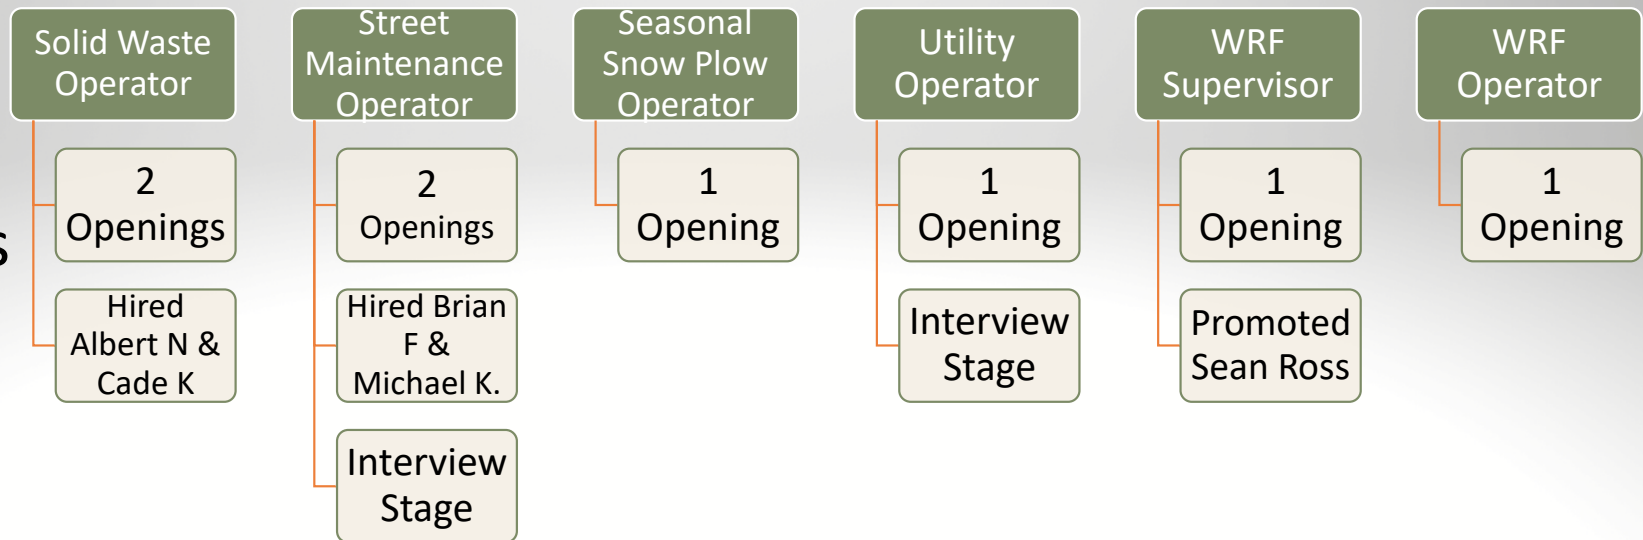 Solid Waste
Operator
2
Openings
Hired
Albert N &
Cade K
Street
Maintenance
Operator
2
Openings
Hired Brian
F &
Michael K.
Interview
Stage
Seasonal
Snow Plow
Operator
1
Opening
Utility
Operator
1
Opening
Interview
Stage
WRF
Supervisor
1
Opening
Promoted
Sean Ross
WRF
Operator
1
Opening